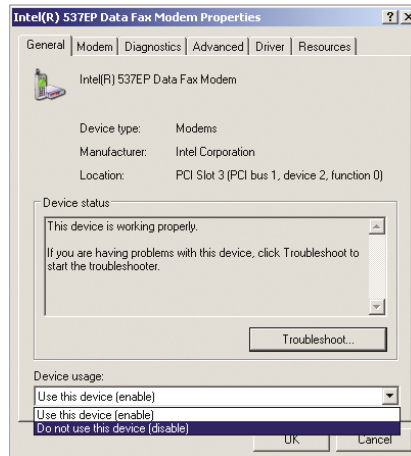 Intel(R) 537EP Data Fax Modem Properties
General Modem Diagnostics Advanced Driver Resources
Intel(R) 537EP Data Fax Modem
Device type: Modems
Manufacturer: Intel Corporation
Location: PCI Slot 3 (PCI bus 1, device 2, function 0)
Device status
This device is working properly.
If you are having problems with this device, click Troubleshoot to
start the troubleshooter.
Troubleshoot...
Device usage:
Use this device (enable)
Use this device (enable)
Do not use this device (disable)
OK Cancel